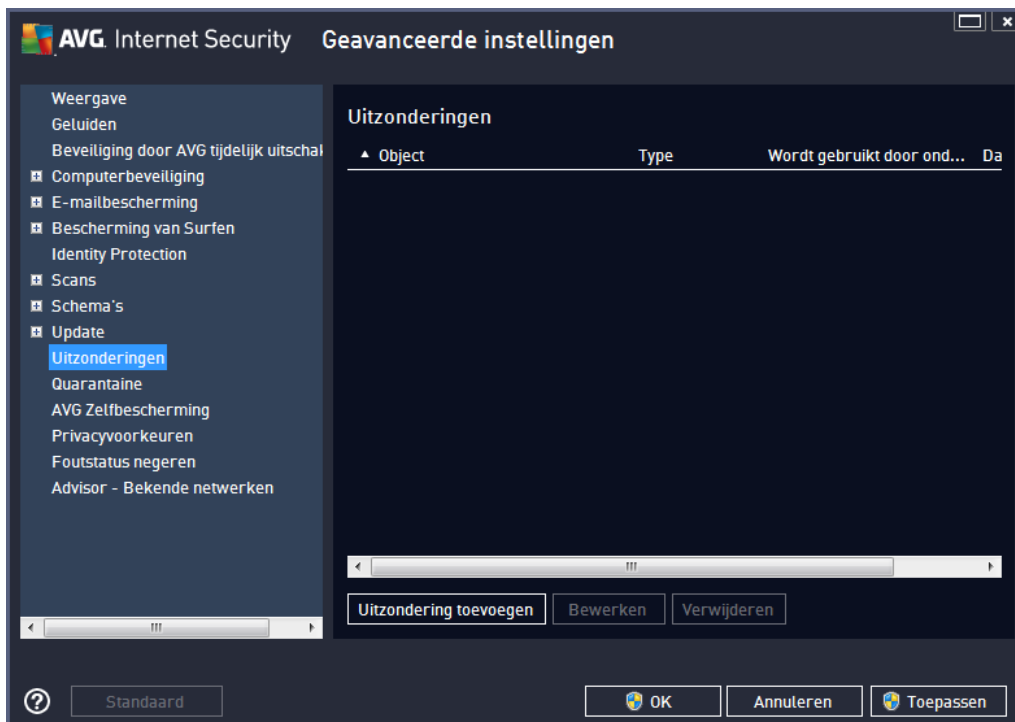 AVG. Internet Security Geavanceerde instellingen
Weergave
Geluiden
Beveiliging door AVG tijdelijk uitschak
Computerbeveiliging
E-mailbescherming
Bescherming van Surfen
Identity Protection
Scans
Schema's
Update
Uitzonderingen
Quarantaine
AVG Zelfbescherming
Privacyvoorkeuren
Foutstatus negeren
Advisor - Bekende netwerken
Uitzonderingen
Object Type Wordt gebruikt door ond... Da
Uitzondering toevoegen Bewerken Verwijderen
Standaard OK Annuleren Toepassen